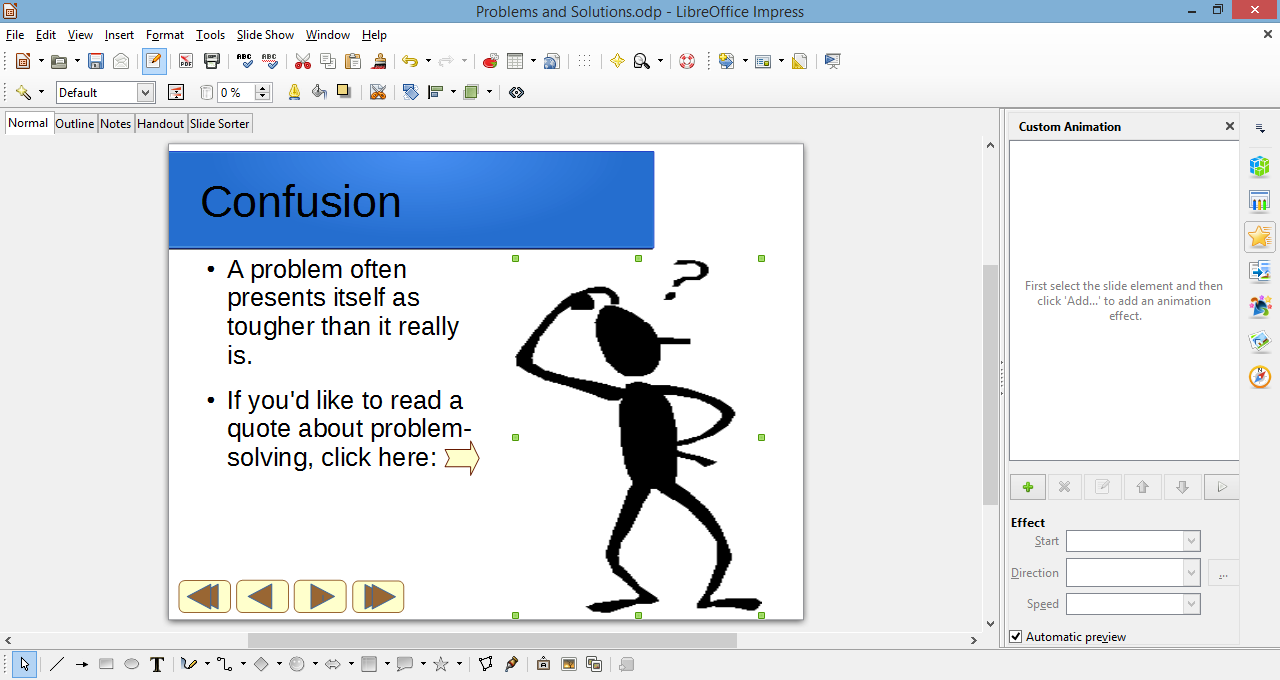 Problems and Solutions.odp - LibreOffice Impress
File Edit View Insert Format Tools Slide Show Window Help
Default
0 %
Normal Outline Notes Handout Slide Sorter
Confusion
• A problem often
presents itself as
tougher than it really
is.
• If you'd like to read a
quote about problem-
solving, click here:
?
Custom Animation
First select the slide element and then
click 'Add...' to add an animation
effect.
Effect
Start
Direction
...
Speed
Automatic preview
ABC ABC
PDF
T